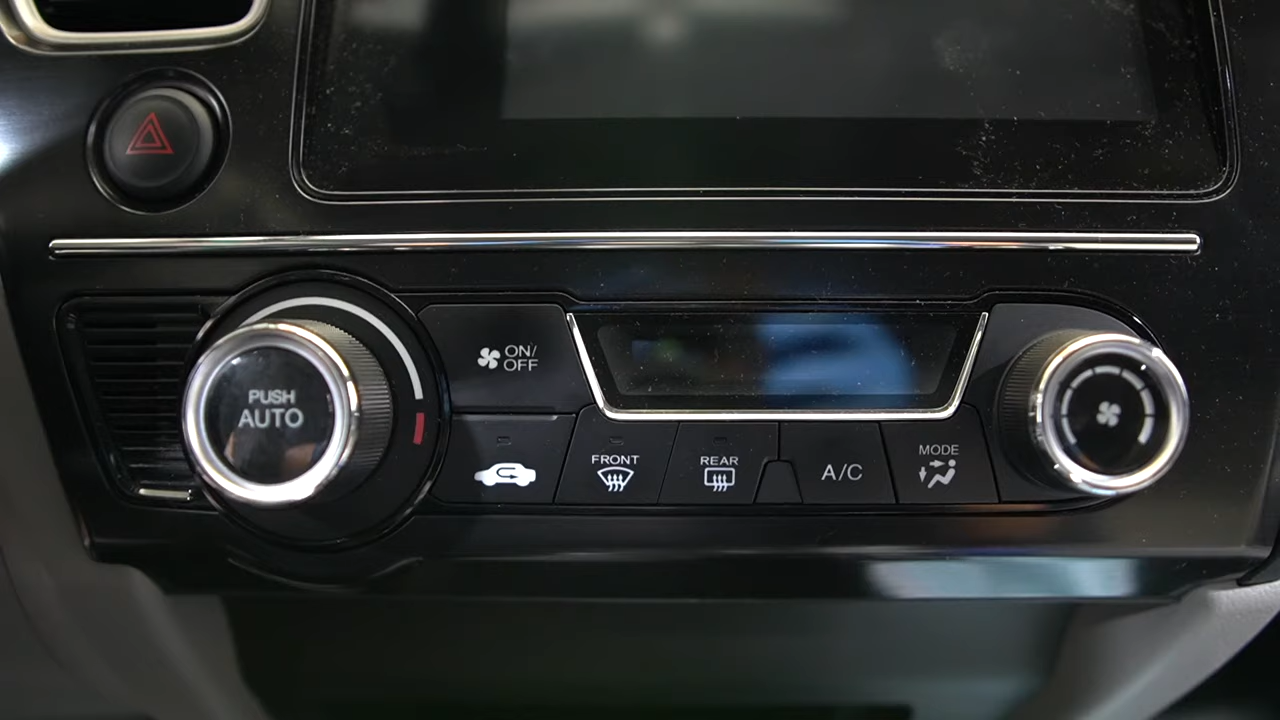 PUSH
AUTO
ON/
OFF
FRONT
REAR
A/C
MODE